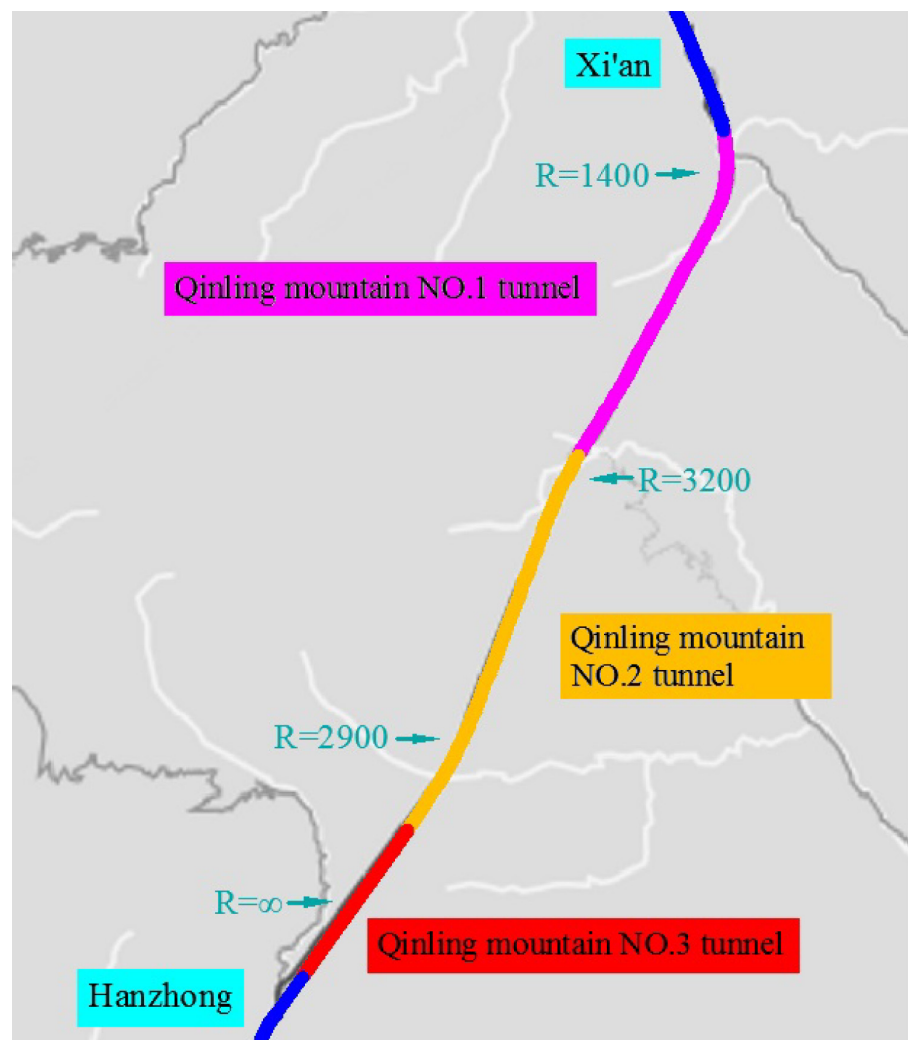 Xi'an
R=1400
Qinling mountain NO.1 tunnel
R=3200
Qinling mountain
NO.2 tunnel
R=2900
R=∞
Qinling mountain NO.3 tunnel
Hanzhong